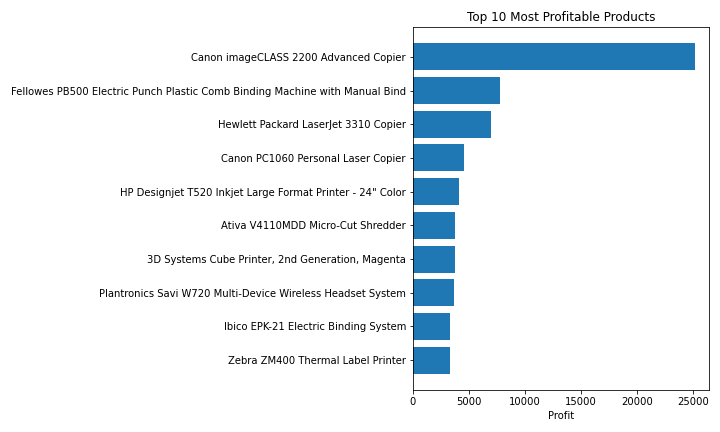 Top 10 Most Profitable Products
Canon imageCLASS 2200 Advanced Copier
Fellowes PB500 Electric Punch Plastic Comb Binding Machine with Manual Bind
Hewlett Packard LaserJet 3310 Copier
Canon PC1060 Personal Laser Copier
HP Designjet T520 Inkjet Large Format Printer - 24" Color
Ativa V4110MDD Micro-Cut Shredder
3D Systems Cube Printer, 2nd Generation, Magenta
Plantronics Savi W720 Multi-Device Wireless Headset System
Ibico EPK-21 Electric Binding System
Zebra ZM400 Thermal Label Printer
0 5000 10000 15000 20000 25000
Profit